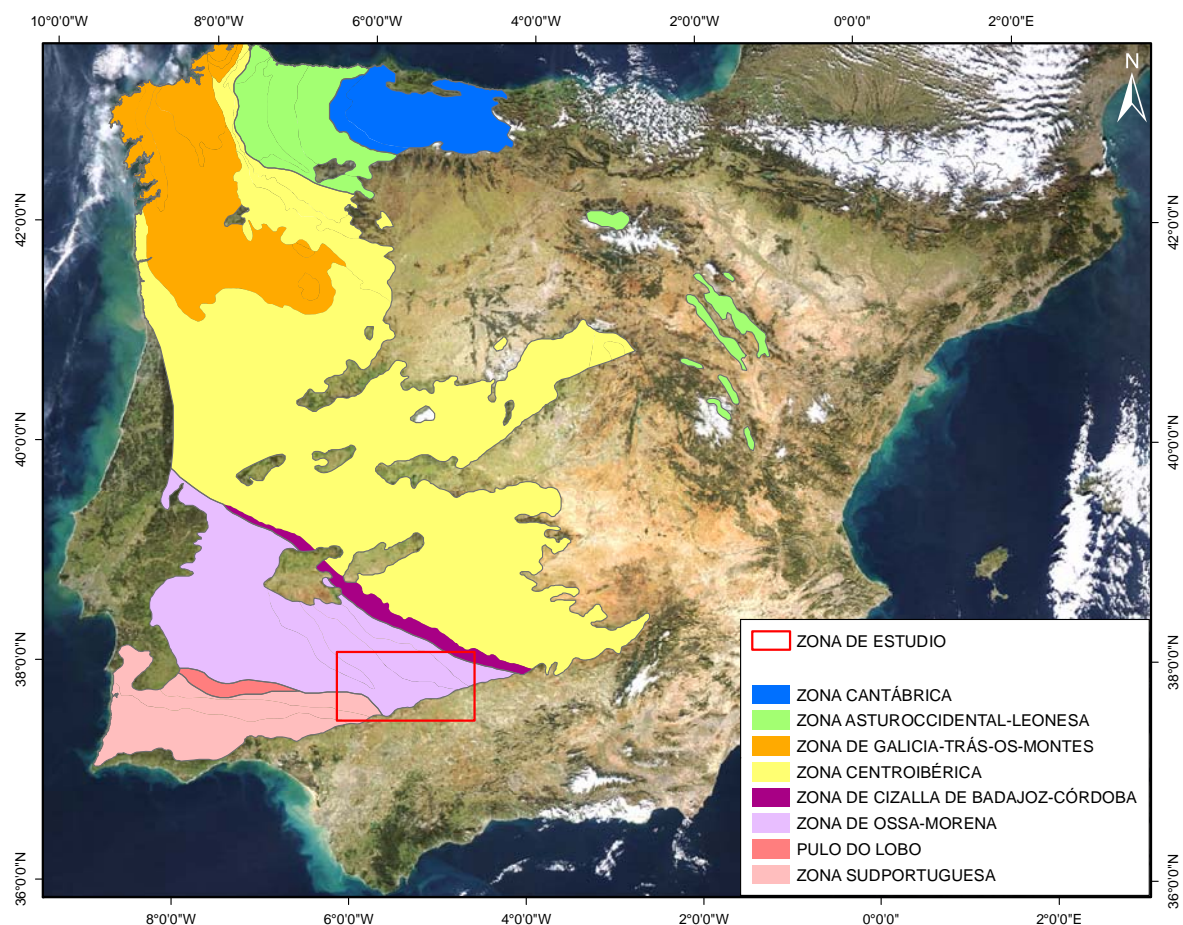 10°0'0"W 8°0'0"W 6°0'0"W 4°0'0"W 2°0'0"W 0°0'0" 2°0'0"E
N
42°0'0"N 42°0'0"N
40°0'0"N 40°0'0"N
38°0'0"N 38°0'0"N
36°0'0"N 36°0'0"N
ZONA DE ESTUDIO
ZONA CANTÁBRICA
ZONA ASTUROCCIDENTAL-LEONESA
ZONA DE GALICIA-TRÁS-OS-MONTES
ZONA CENTROIBÉRICA
ZONA DE CIZALLA DE BADAJOZ-CÓRDOBA
ZONA DE OSSA-MORENA
PULO DO LOBO
ZONA SUDPORTUGUESA
8°0'0"W 6°0'0"W 4°0'0"W 2°0'0"W 0°0'0" 2°0'0"E